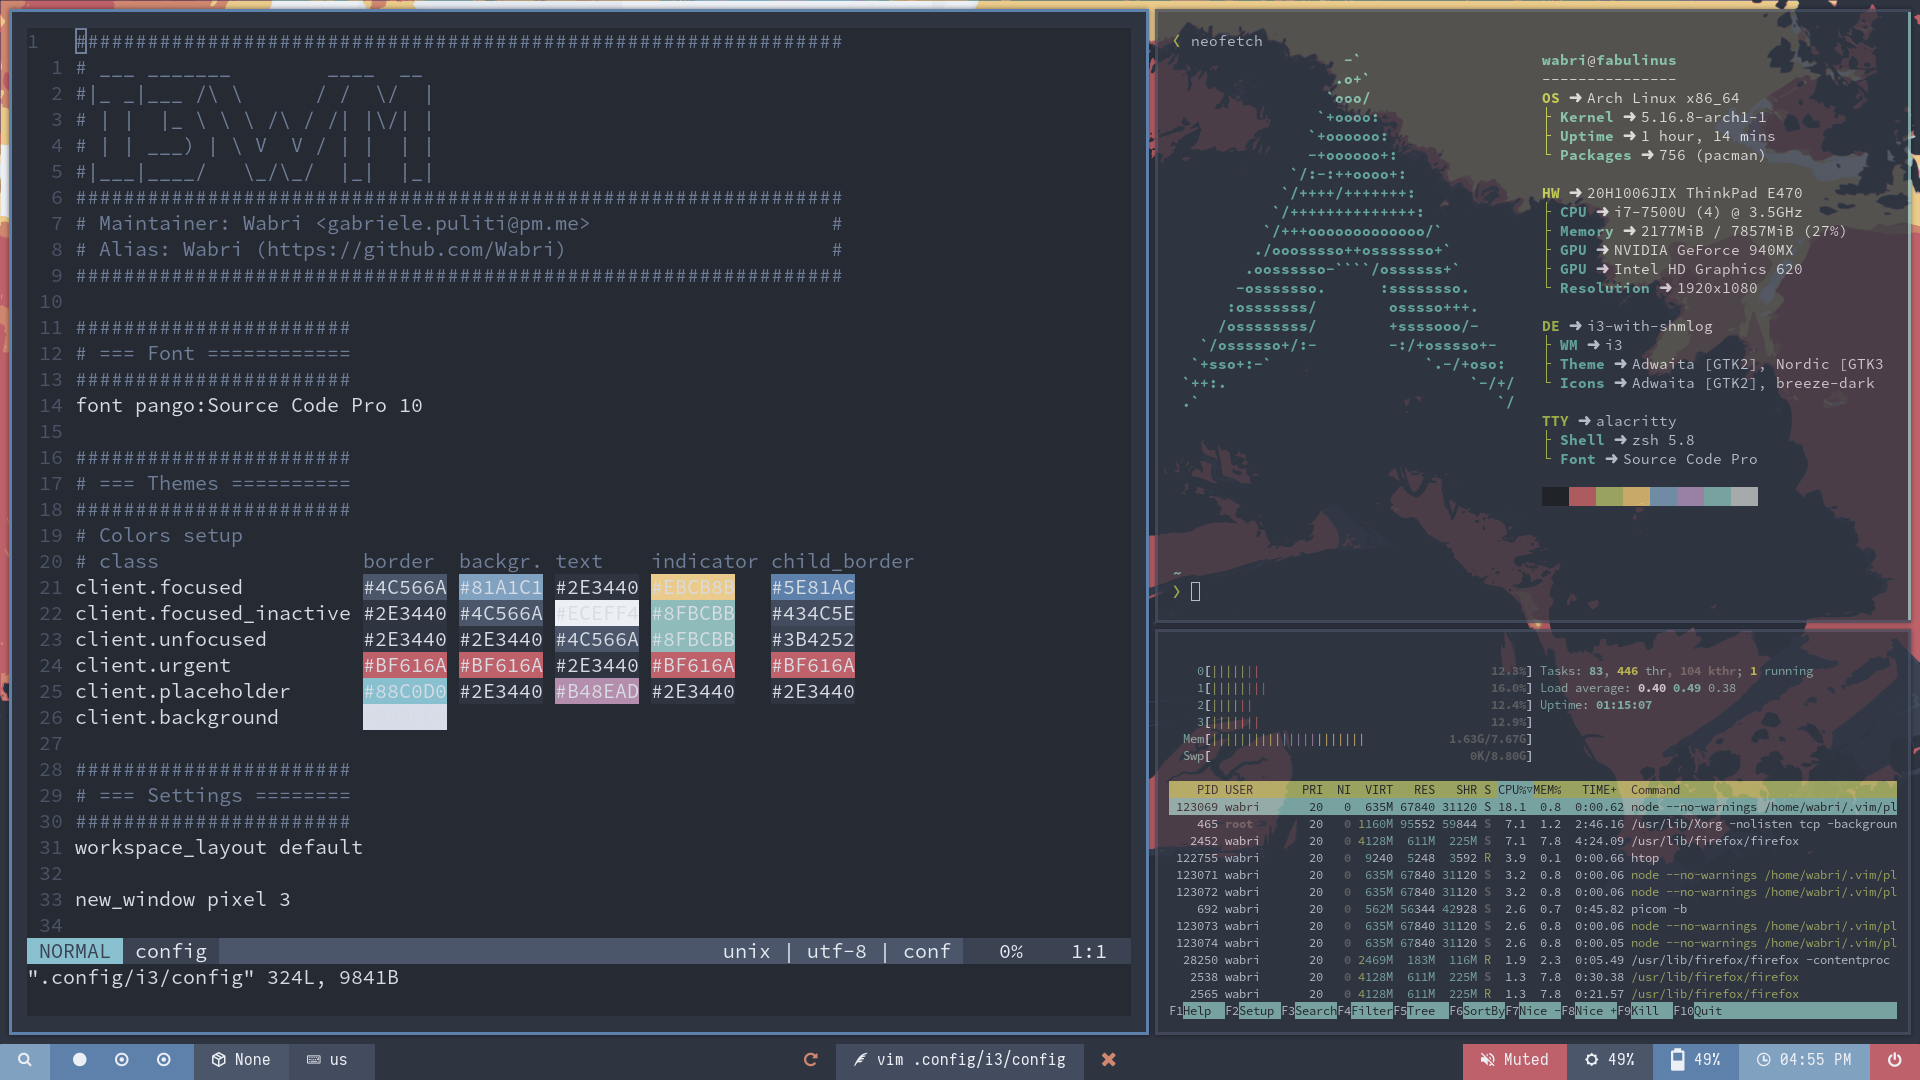 1 ################################################################
1 # ___ _______        ____  __
2 #|_ _|___ /\ \      / /  \/  |
3 # | |  |_ \ \ \ /\ / /| |\/| |
4 # | | ___) | \ V  V / | |  | |
5 #|___|____/   \_/\_/  |_|  |_|
6 ################################################################
7 # Maintainer: Wabri <gabriele.puliti@pm.me>                    #
8 # Alias: Wabri (https://github.com/Wabri)                      #
9 ################################################################
10
11 #######################
12 # === Font ============
13 #######################
14 font pango:Source Code Pro 10
15
16 #######################
17 # === Themes ==========
18 #######################
19 # Colors setup
20 # class                 border  backgr. text    indicator child_border
21 client.focused          #4C566A #81A1C1 #2E3440 #EBCB8B   #5E81AC
22 client.focused_inactive #2E3440 #4C566A #ECEFF4 #8FBCBB   #434C5E
23 client.unfocused        #2E3440 #2E3440 #4C566A #8FBCBB   #3B4252
24 client.urgent           #BF616A #BF616A #2E3440 #BF616A   #BF616A
25 client.placeholder      #88C0D0 #2E3440 #B48EAD #2E3440   #2E3440
26 client.background
27
28 #######################
29 # === Settings ========
30 #######################
31 workspace_layout default
32
33 new_window pixel 3
34
NORMAL config unix | utf-8 | conf 0% 1:1
".config/i3/config" 324L, 9841B
❮ neofetch
-`
.o+`
`ooo/
`+oooo:
`+oooooo:
-+oooooo+:
`/:-:++oooo+:
`/++++/+++++++:
`/++++++++++++++:
`/+++ooooooooooooo/`
./ooosssso++osssssso+`
.oossssso-````/ossssss+`
-osssssso.      :ssssssso.
:osssssss/        osssso+++.
/ossssssss/        +ssssooo/-
`/ossssso+/:-        -:/+osssso+-
`+sso+:-`                 `.-/+oso:
`++:.                           `-/+/
.`                                 `/
wabri@fabulinus
---------------
OS ➜ Arch Linux x86_64
├ Kernel ➜ 5.16.8-arch1-1
├ Uptime ➜ 1 hour, 14 mins
└ Packages ➜ 756 (pacman)
HW ➜ 20H1006JIX ThinkPad E470
├ CPU ➜ i7-7500U (4) @ 3.5GHz
├ Memory ➜ 2177MiB / 7857MiB (27%)
├ GPU ➜ NVIDIA GeForce 940MX
├ GPU ➜ Intel HD Graphics 620
└ Resolution ➜ 1920x1080
DE ➜ i3-with-shmlog
├ WM ➜ i3
├ Theme ➜ Adwaita [GTK2], Nordic [GTK3
└ Icons ➜ Adwaita [GTK2], breeze-dark
TTY ➜ alacritty
├ Shell ➜ zsh 5.8
└ Font ➜ Source Code Pro
~
❯
0[||||||| 12.3%] Tasks: 83, 446 thr, 104 kthr; 1 running
1[|||||||| 16.0%] Load average: 0.40 0.49 0.38
2[|||||| 12.4%] Uptime: 01:15:07
3[||||||| 12.9%]
Mem[|||||||||||||||||||||| 1.63G/7.67G]
Swp[ 0K/8.80G]
PID USER PRI NI VIRT RES SHR S CPU%▽MEM% TIME+ Command
123069 wabri 20 0 635M 67840 31120 S 18.1 0.8 0:00.62 node --no-warnings /home/wabri/.vim/pl
465 root 20 0 1160M 95552 59844 S 7.1 1.2 2:46.16 /usr/lib/Xorg -nolisten tcp -backgroun
2452 wabri 20 0 4128M 611M 225M S 7.1 7.8 4:24.09 /usr/lib/firefox/firefox
122755 wabri 20 0 9240 5248 3592 R 3.9 0.1 0:00.66 htop
123071 wabri 20 0 635M 67840 31120 S 3.2 0.8 0:00.06 node --no-warnings /home/wabri/.vim/pl
123072 wabri 20 0 635M 67840 31120 S 3.2 0.8 0:00.06 node --no-warnings /home/wabri/.vim/pl
692 wabri 20 0 562M 56344 42928 S 2.6 0.7 0:45.82 picom -b
123073 wabri 20 0 635M 67840 31120 S 2.6 0.8 0:00.06 node --no-warnings /home/wabri/.vim/pl
123074 wabri 20 0 635M 67840 31120 S 2.6 0.8 0:00.05 node --no-warnings /home/wabri/.vim/pl
28250 wabri 20 0 2469M 183M 116M R 1.9 2.3 0:05.49 /usr/lib/firefox/firefox -contentproc
2538 wabri 20 0 4128M 611M 225M S 1.3 7.8 0:30.38 /usr/lib/firefox/firefox
2565 wabri 20 0 4128M 611M 225M R 1.3 7.8 0:21.57 /usr/lib/firefox/firefox
F1Help F2Setup F3SearchF4FilterF5Tree F6SortByF7Nice -F8Nice +F9Kill F10Quit
None us vim .config/i3/config Muted 49% 49% 04:55 PM